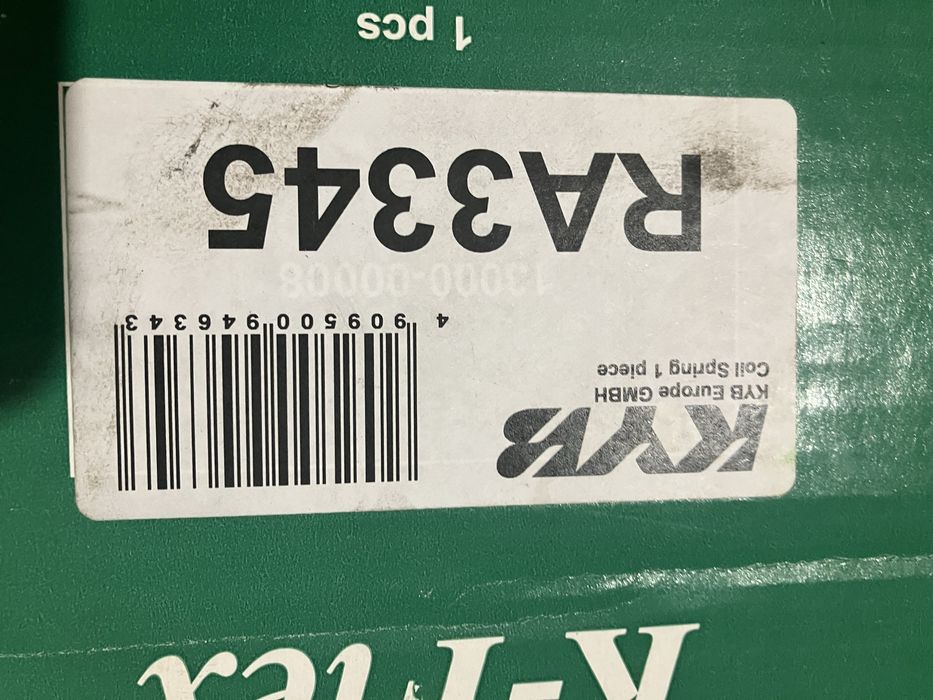 K-Flex
KYB
KYB Europe GMBH
Coil Spring 1 piece
4 909500 946343
13000-00008
RA3345
1 pcs